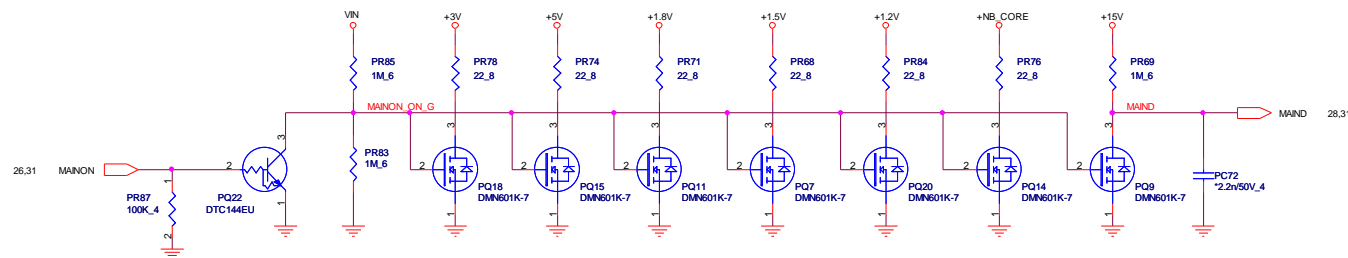 VIN +3V +5V +1.8V +1.5V +1.2V +NB_CORE +15V
PR85 PR78 PR74 PR71 PR68 PR84 PR76 PR69
1M_6 22_8 22_8 22_8 22_8 22_8 22_8 1M_6
MAINON_ON_G MAIND
MAIND 28,31
3 3 3 3 3 3 3 3
PR83
1M_6
26,31 MAINON 2 2 2 2 2 2 2 2
1 PQ18 PQ15 PQ11 PQ7 PQ20 PQ14 PQ9 PC72
PR87 PQ22 DMN601K-7 DMN601K-7 DMN601K-7 DMN601K-7 DMN601K-7 DMN601K-7 DMN601K-7 *2.2n/50V_4
100K_4 DTC144EU
1 1 1 1 1 1 1 1
2